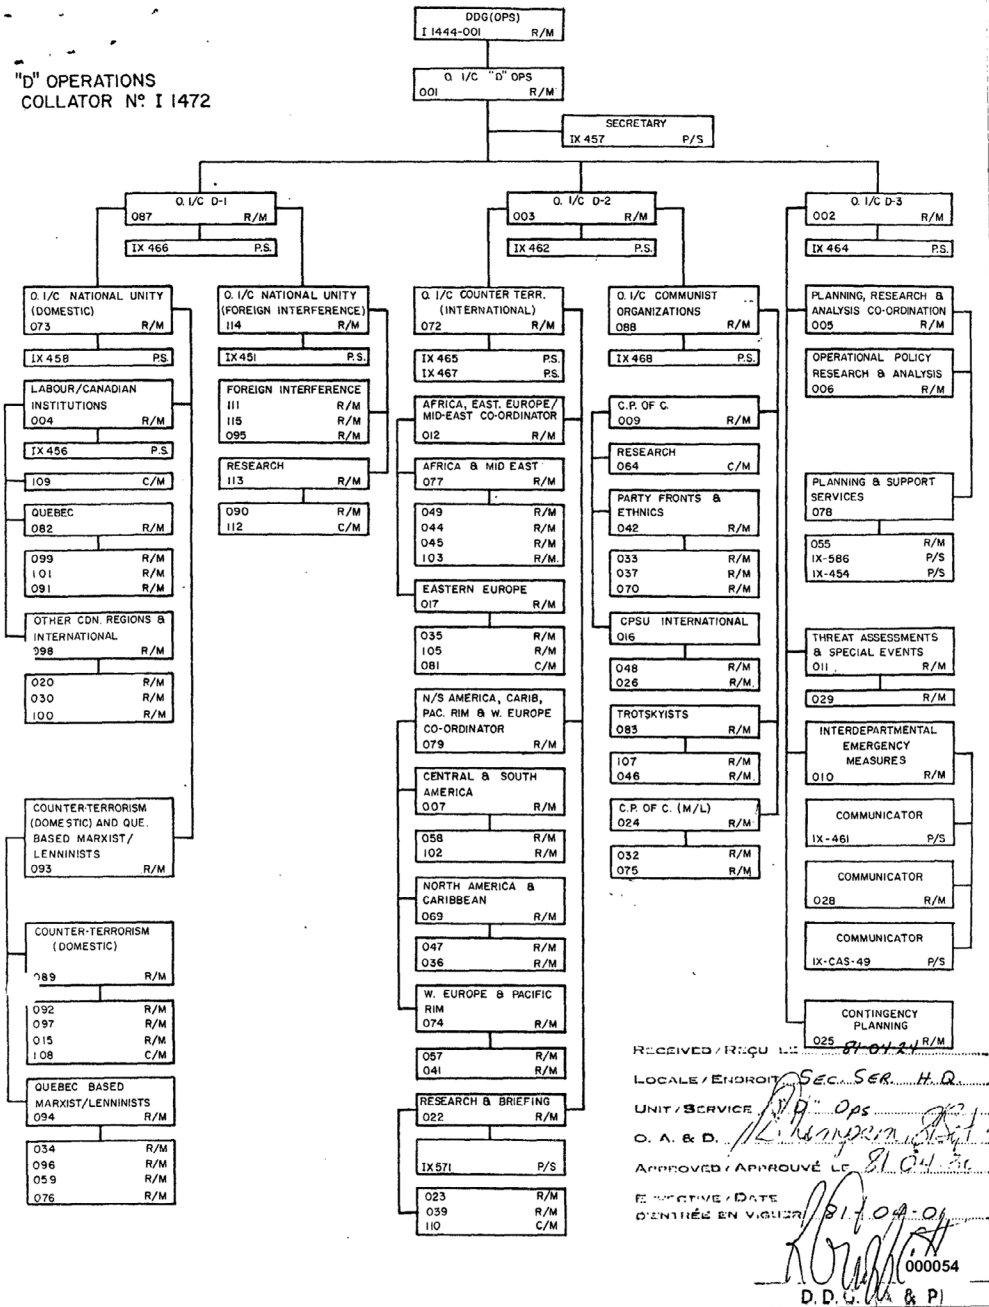 "D" OPERATIONS
COLLATOR Nº I 1472
DDG(OPS)
I 1444-001 R/M
O. I/C "D" OPS
001 R/M
SECRETARY
IX 457 P/S
O. I/C D-1
087 R/M
IX 466 P.S.
O. I/C D-2
003 R/M
IX 462 P.S.
O. I/C D-3
002 R/M
IX 464 P.S.
O. I/C NATIONAL UNITY
(DOMESTIC)
073 R/M
IX 458 P.S.
LABOUR/CANADIAN
INSTITUTIONS
004 R/M
IX 456 P.S.
109 C/M
QUEBEC
082 R/M
099 R/M
101 R/M
091 R/M
OTHER CDN. REGIONS &
INTERNATIONAL
098 R/M
020 R/M
030 R/M
100 R/M
COUNTER-TERRORISM
(DOMESTIC) AND QUE.
BASED MARXIST/
LENNINISTS
093 R/M
COUNTER-TERRORISM
(DOMESTIC)
089 R/M
092 R/M
097 R/M
015 R/M
108 C/M
QUEBEC BASED
MARXIST/LENNINISTS
094 R/M
034 R/M
096 R/M
059 R/M
076 R/M
O. I/C NATIONAL UNITY
(FOREIGN INTERFERENCE)
114 R/M
IX 451 P.S.
FOREIGN INTERFERENCE
111 R/M
115 R/M
095 R/M
RESEARCH
113 R/M
090 R/M
112 C/M
O. I/C COUNTER TERR.
(INTERNATIONAL)
072 R/M
IX 465 P.S.
IX 467 P.S.
AFRICA, EAST. EUROPE/
MID-EAST CO-ORDINATOR
012 R/M
AFRICA & MID EAST
077 R/M
049 R/M
044 R/M
045 R/M
103 R/M.
EASTERN EUROPE
017 R/M
035 R/M
105 R/M
081 C/M
N/S AMERICA, CARIB,
PAC. RIM & W. EUROPE
CO-ORDINATOR
079 R/M
CENTRAL & SOUTH
AMERICA
007 R/M
058 R/M
102 R/M
NORTH AMERICA &
CARIBBEAN
069 R/M
047 R/M
036 R/M
W. EUROPE & PACIFIC
RIM
074 R/M
057 R/M
041 R/M
RESEARCH & BRIEFING
022 R/M
IX 571 P/S
023 R/M
039 R/M
110 C/M
O. I/C COMMUNIST
ORGANIZATIONS
088 R/M
IX 468 P.S.
C.P. OF C.
009 R/M
RESEARCH
064 C/M
PARTY FRONTS &
ETHNICS
042 R/M
033 R/M
037 R/M
070 R/M
CPSU INTERNATIONAL
016
048 R/M
026 R/M.
TROTSKYISTS
083 R/M
107 R/M
046 R/M.
C.P. OF C. (M/L)
024 R/M
032 R/M
075 R/M
PLANNING, RESEARCH &
ANALYSIS CO-ORDINATION
005 R/M
OPERATIONAL POLICY
RESEARCH & ANALYSIS
006 R/M
PLANNING & SUPPORT
SERVICES
078
055 R/M
IX-586 P/S
IX-454 P/S
THREAT ASSESSMENTS
& SPECIAL EVENTS
011 R/M
029 R/M
INTERDEPARTMENTAL
EMERGENCY
MEASURES
010 R/M
COMMUNICATOR
IX-461 P/S
COMMUNICATOR
028 R/M
COMMUNICATOR
IX-CAS-49 P/S
CONTINGENCY
PLANNING
025 R/M
RECEIVED / REÇU LE 81-04-24
LOCALE / ENDROIT SEC. SER. H.Q.
UNIT / SERVICE "D" Ops
O. A. & D.
APPROVED / APPROUVÉ LE 81 04
EFFECTIVE / DATE
D'ENTRÉE EN VIGUER 81-04-01
000054
D. D. G. & P)